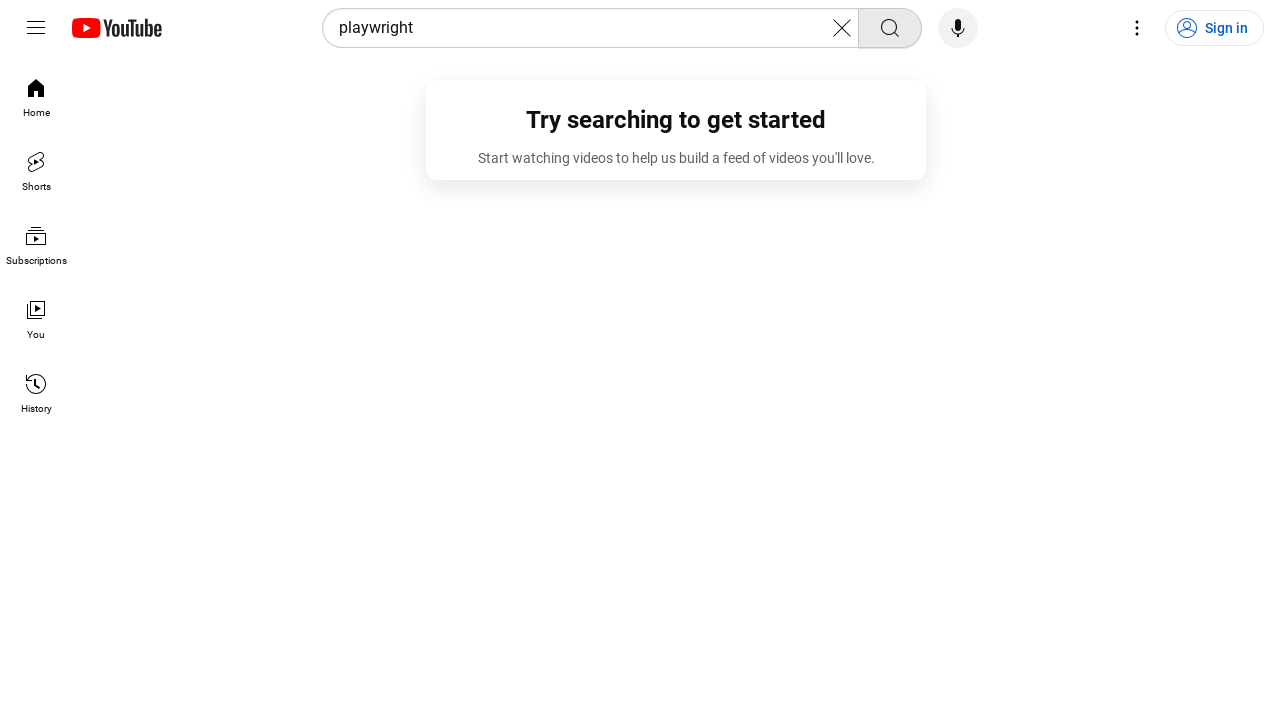 YouTube
playwright
Sign in
Home
Shorts
Subscriptions
You
History
Try searching to get started
Start watching videos to help us build a feed of videos you'll love.